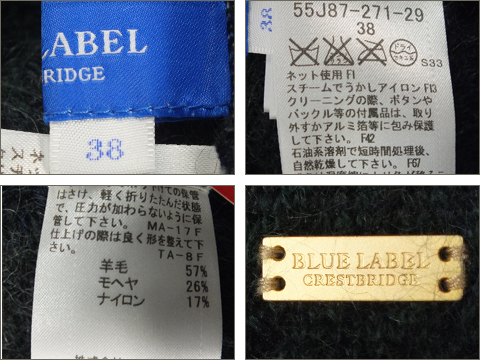 LABEL
BRIDGE
38
38
55J87-271-29
38
ドライ
S33
ネット使用 F1
スチームでうかしアイロン F13
クリーニングの際、ボタンや
バックル等の付属品は、取り
外すかアルミ箔等に包み保護
して下さい。 F42
石油系溶剤で短時間処理後、
自然乾燥して下さい。 F67
はさけ、軽く折りたたんだ状態
で、圧力が加わらないように保
管して下さい。 MA-17F
仕上げの際は良く形を整えて下
さい。 TA-8F
羊毛 57%
モヘヤ 26%
ナイロン 17%
BLUE LABEL
CRESTBRIDGE